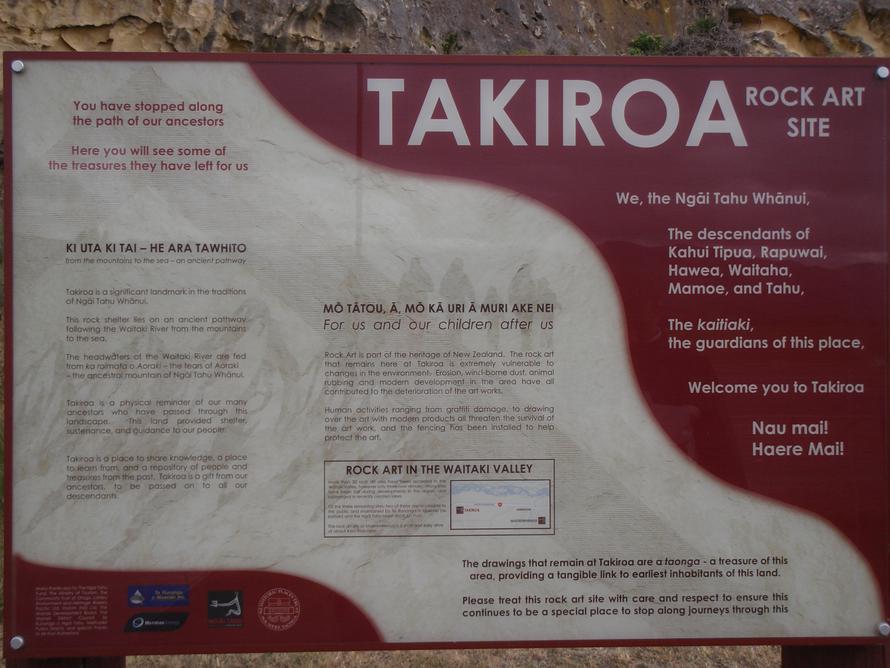 You have stopped along
the path of our ancestors
Here you will see some of
the treasures they have left for us
TAKIROA
ROCK ART
SITE
We, the Ngāi Tahu Whānui,
The descendants of
Kahui Tipua, Rapuwai,
Hawea, Waitaha,
Mamoe, and Tahu,
The kaitiaki,
the guardians of this place,
Welcome you to Takiroa
Nau mai!
Haere Mai!
KI UTA KI TAI – HE ARA TAWHITO
from the mountains to the sea – an ancient pathway
Takiroa is a significant landmark in the traditions
of Ngāi Tahu Whānui.
This rock shelter lies on an ancient pathway
following the Waitaki River from the mountains
to the sea.
The headwaters of the Waitaki River are fed
from ka raimata o Aoraki – the tears of Aoraki
– the ancestral mountain of Ngāi Tahu Whānui.
Takiroa is a physical reminder of our many
ancestors who have passed through this
landscape. This land provided shelter,
sustenance, and guidance to our people.
Takiroa is a place to share knowledge, a place
to learn from, and a repository of people and
treasures from the past. Takiroa is a gift from our
ancestors, to be passed on to all our
descendants.
MŌ TĀTOU, Ā, MŌ KĀ URI Ā MURI AKE NEI
For us and our children after us
Rock Art is part of the heritage of New Zealand. The rock art
that remains here at Takiroa is extremely vulnerable to
changes in the environment. Erosion, wind-borne dust, animal
rubbing and modern development in the area have all
contributed to the deterioration of the art works.
Human activities ranging from graffiti damage, to drawing
over the art with modern products all threaten the survival of
the art work, and the fencing has been installed to help
protect the art.
ROCK ART IN THE WAITAKI VALLEY
TAKIROA
The drawings that remain at Takiroa are a taonga - a treasure of this
area, providing a tangible link to earliest inhabitants of this land.
Please treat this rock art site with care and respect to ensure this
continues to be a special place to stop along journeys through this
Te Runanga
o Moeraki Inc.
Meridian